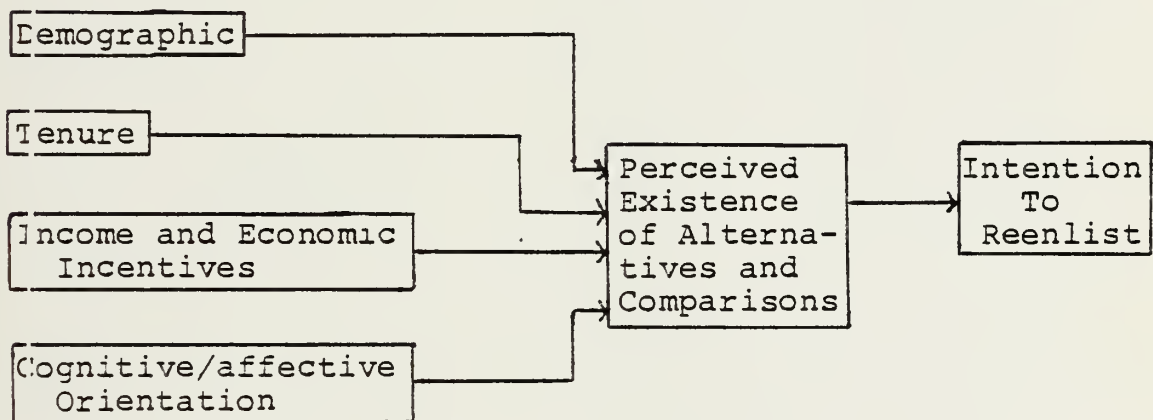 Demographic
Tenure
Income and Economic
Incentives
Cognitive/affective
Orientation
Perceived
Existence
of Alterna-
tives and
Comparisons
Intention
To
Reenlist